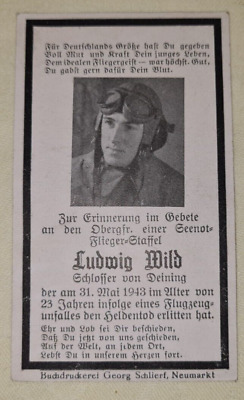 Für Deutschlands Größe hast Du gegeben
Voll Mut und Kraft Dein junges Leben,
Dem idealen Fliegergeist — war höchstes Gut,
Du gabst gern dafür Dein Blut.
Zur Erinnerung im Gebete
an den Obergfr. einer Seenot-
Flieger-Staffel
Ludwig Wild
Schlosser von Deining
der am 31. Mai 1943 im Alter von
23 Jahren infolge eines Flugzeug-
unfalles den Heldentod erlitten hat.
Ehr und Lob sei Dir beschieden,
Daß Du jetzt von uns geschieden,
Auf der Welt, an jedem Ort,
Lebst Du in unserem Herzen fort.
Buchdruckerei Georg Schlierf, Neumarkt